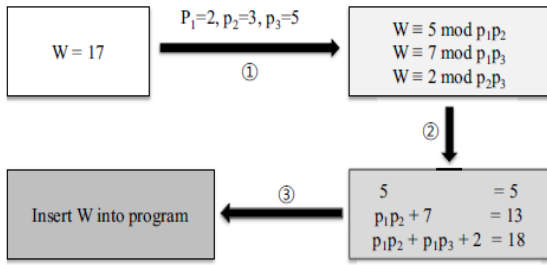 W = 17
P₁=2, p₂=3, p₃=5
①
W ≡ 5 mod p₁p₂
W ≡ 7 mod p₁p₃
W ≡ 2 mod p₂p₃
②
5 = 5
p₁p₂ + 7 = 13
p₁p₂ + p₁p₃ + 2 = 18
③
Insert W into program